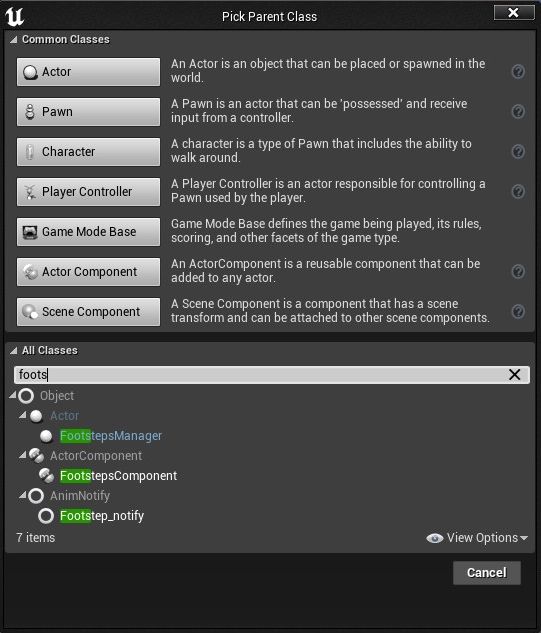 Pick Parent Class
Common Classes
Actor
An Actor is an object that can be placed or spawned in the
world.
Pawn
A Pawn is an actor that can be 'possessed' and receive
input from a controller.
Character
A character is a type of Pawn that includes the ability to
walk around.
Player Controller
A Player Controller is an actor responsible for controlling a
Pawn used by the player.
Game Mode Base
Game Mode Base defines the game being played, its rules,
scoring, and other facets of the game type.
Actor Component
An ActorComponent is a reusable component that can be
added to any actor.
Scene Component
A Scene Component is a component that has a scene
transform and can be attached to other scene components.
All Classes
foots
Object
Actor
FootstepsManager
ActorComponent
FootstepsComponent
AnimNotify
Footstep_notify
7 items
View Options
Cancel